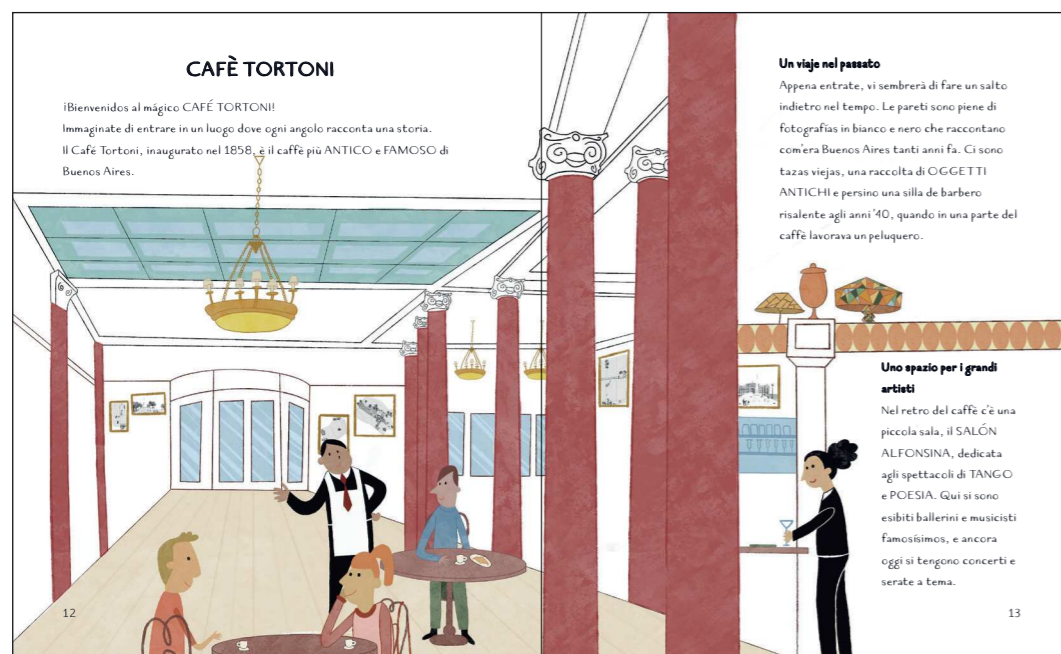 CAFÈ TORTONI
¡Bienvenidos al mágico CAFÉ TORTONI!
Immaginate di entrare in un luogo dove ogni angolo racconta una storia.
Il Café Tortoni, inaugurato nel 1858, è il caffè più ANTICO e FAMOSO di
Buenos Aires.
12
Un viaje nel passato
Appena entrate, vi sembrerà di fare un salto
indietro nel tempo. Le pareti sono piene di
fotografías in bianco e nero che raccontano
com'era Buenos Aires tanti anni fa. Ci sono
tazas viejas, una raccolta di OGGETTI
ANTICHI e persino una silla de barbero
risalente agli anni '40, quando in una parte del
caffè lavorava un peluquero.
Uno spazio per i grandi
artisti
Nel retro del caffè c'è una
piccola sala, il SALÓN
ALFONSINA, dedicata
agli spettacoli di TANGO
e POESIA. Qui si sono
esibiti ballerini e musicisti
famosísimos, e ancora
oggi si tengono concerti e
serate a tema.
13